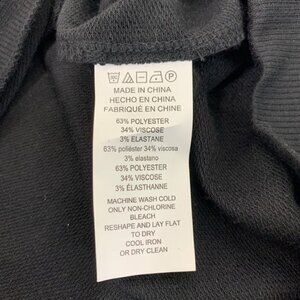 MADE IN CHINA
HECHO EN CHINA
FABRIQUÉ EN CHINE
63% POLYESTER
34% VISCOSE
3% ELASTANE
63% poliéster 34% viscosa
3% elastano
63% POLYESTER
34% VISCOSE
3% ÉLASTHANNE
MACHINE WASH COLD
ONLY NON-CHLORINE
BLEACH
RESHAPE AND LAY FLAT
TO DRY
COOL IRON
OR DRY CLEAN